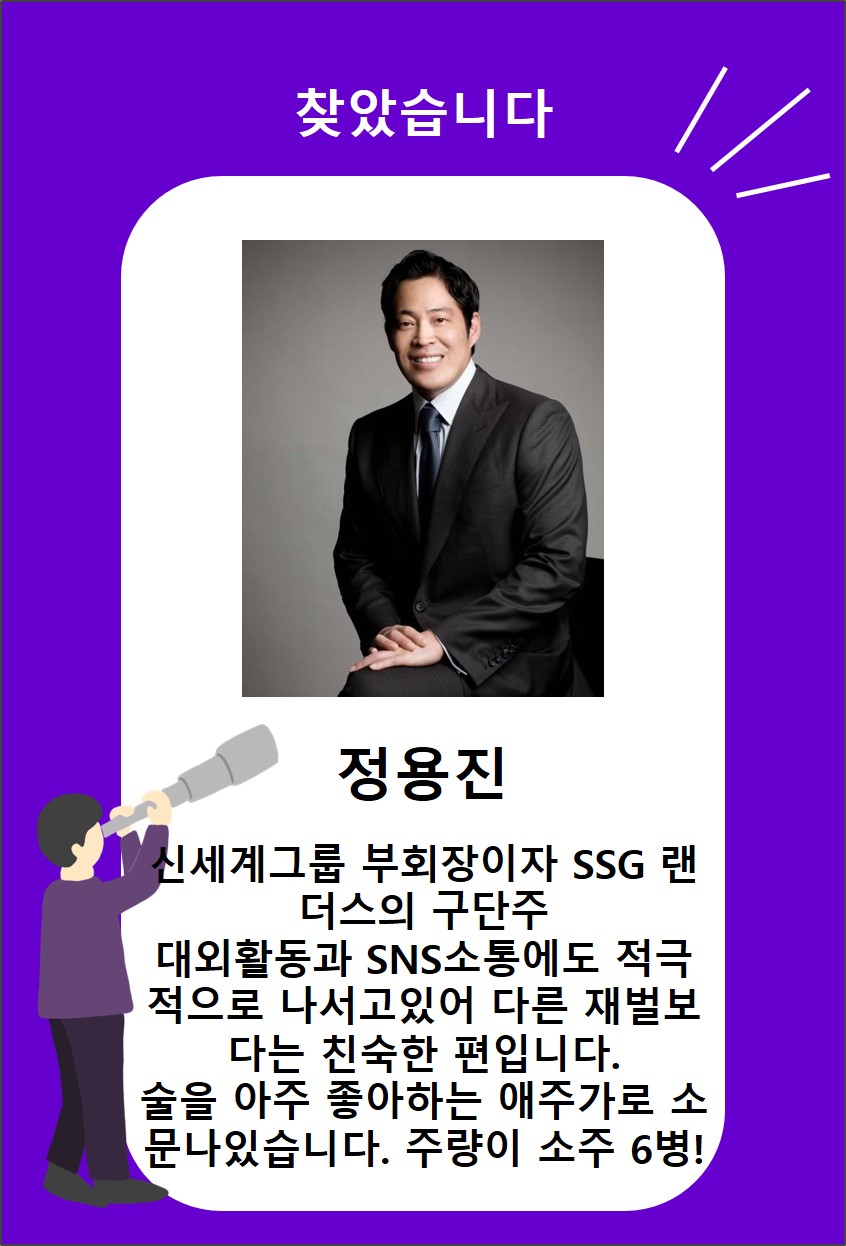 찾았습니다
정용진
신세계그룹 부회장이자 SSG 랜
더스의 구단주
대외활동과 SNS소통에도 적극
적으로 나서고있어 다른 재벌보
다는 친숙한 편입니다.
술을 아주 좋아하는 애주가로 소
문나있습니다. 주량이 소주 6병!